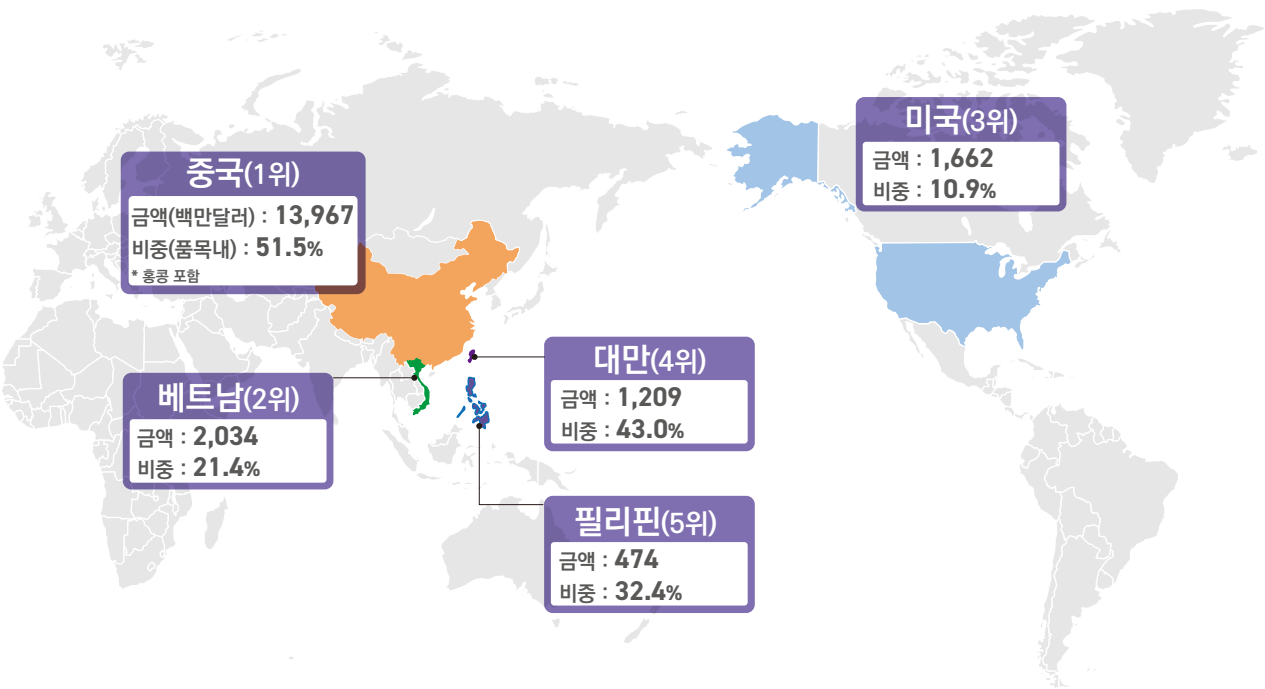 중국(1위)
금액(백만달러) : 13,967
비중(품목내) : 51.5%
* 홍콩 포함
미국(3위)
금액 : 1,662
비중 : 10.9%
베트남(2위)
금액 : 2,034
비중 : 21.4%
대만(4위)
금액 : 1,209
비중 : 43.0%
필리핀(5위)
금액 : 474
비중 : 32.4%